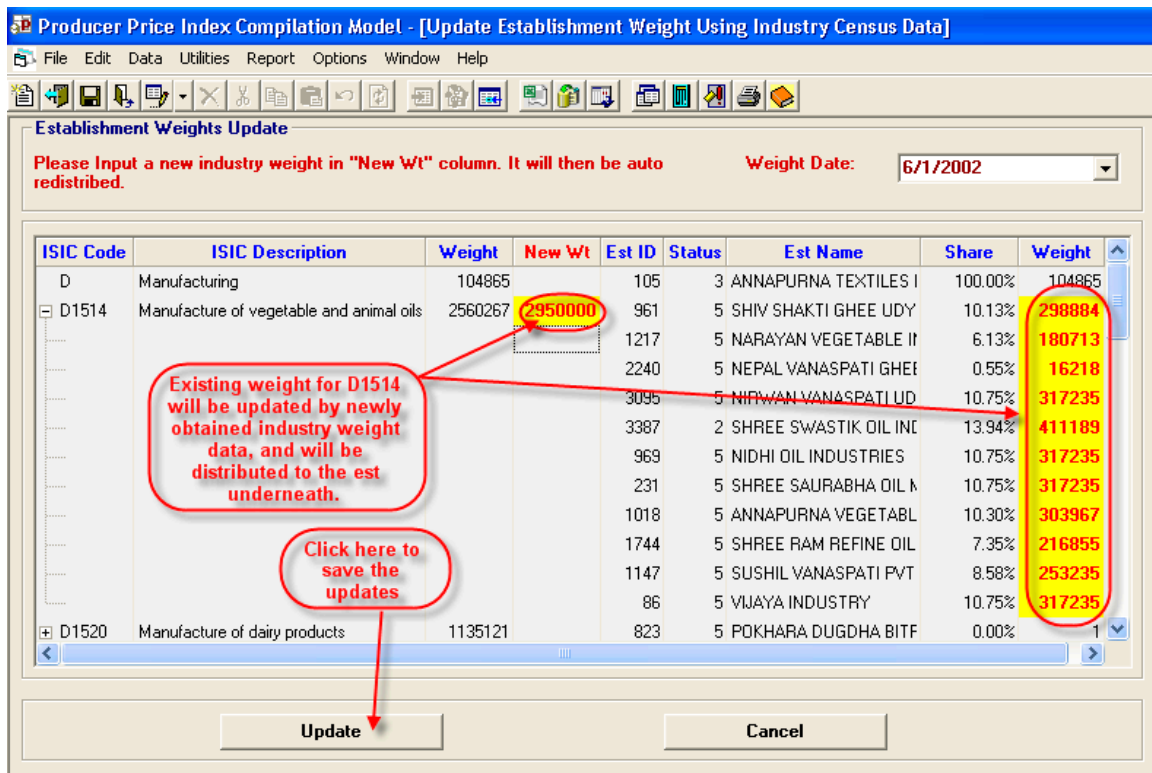 Producer Price Index Compilation Model - [Update Establishment Weight Using Industry Census Data]
File Edit Data Utilities Report Options Window Help
Establishment Weights Update
Please Input a new industry weight in "New Wt" column. It will then be auto
redistribed.
Weight Date: 6/1/2002
ISIC Code ISIC Description Weight New Wt Est ID Status Est Name Share Weight
D Manufacturing 104865 105 3 ANNAPURNA TEXTILES I 100.00% 104865
D1514 Manufacture of vegetable and animal oils 2560267 2950000 961 5 SHIV SHAKTI GHEE UDY 10.13% 298884
1217 5 NARAYAN VEGETABLE II 6.13% 180713
2240 5 NEPAL VANASPATI GHEE 0.55% 16218
3095 5 NIRWAN VANASPATI UD 10.75% 317235
3387 2 SHREE SWASTIK OIL IND 13.94% 411189
969 5 NIDHI OIL INDUSTRIES 10.75% 317235
231 5 SHREE SAURABHA OIL M 10.75% 317235
1018 5 ANNAPURNA VEGETABL 10.30% 303967
1744 5 SHREE RAM REFINE OIL 7.35% 216855
1147 5 SUSHIL VANASPATI PVT 8.58% 253235
86 5 VIJAYA INDUSTRY 10.75% 317235
D1520 Manufacture of dairy products 1135121 823 5 POKHARA DUGDHA BITF 0.00% 1
Existing weight for D1514
will be updated by newly
obtained industry weight
data, and will be
distributed to the est
underneath.
Click here to
save the
updates
Update Cancel